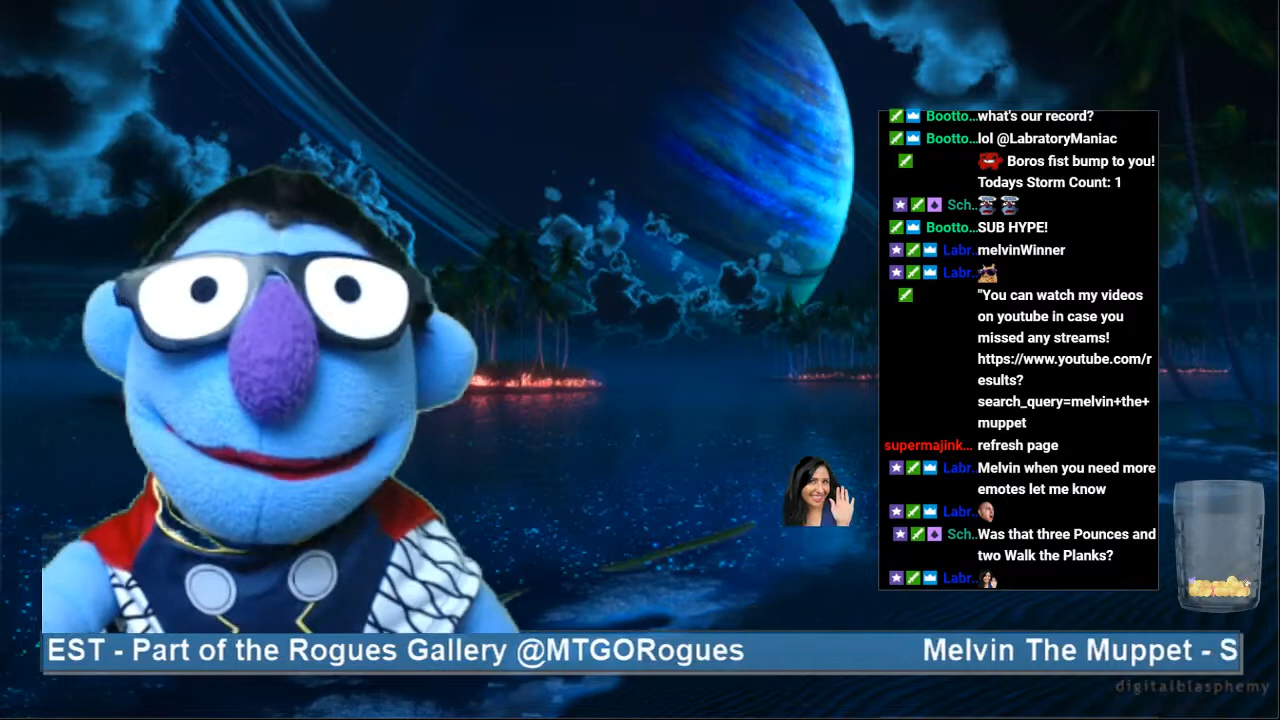 Bootto...what's our record?
Bootto...lol @LabratoryManiac
Boros fist bump to you!
Todays Storm Count: 1
Sch..
Bootto...SUB HYPE!
Labr..melvinWinner
Labr..
"You can watch my videos
on youtube in case you
missed any streams!
https://www.youtube.com/r
esults?
search_query=melvin+the+
muppet
supermajink... refresh page
Labr..Melvin when you need more
emotes let me know
Labr..
Sch..Was that three Pounces and
two Walk the Planks?
Labr..
EST - Part of the Rogues Gallery @MTGORogues Melvin The Muppet - S
digitalblasphemy